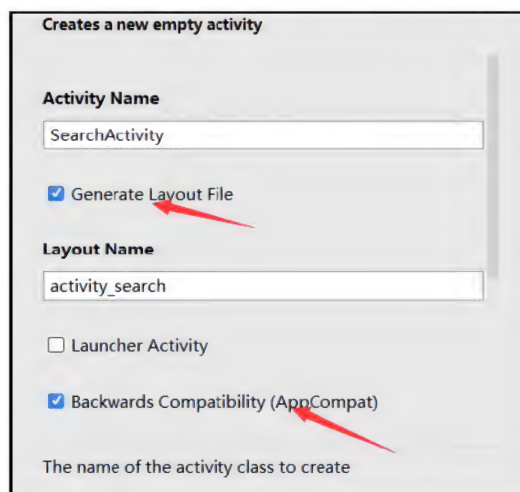 Creates a new empty activity
Activity Name
SearchActivity
Generate Layout File
Layout Name
activity_search
Launcher Activity
Backwards Compatibility (AppCompat)
The name of the activity class to create